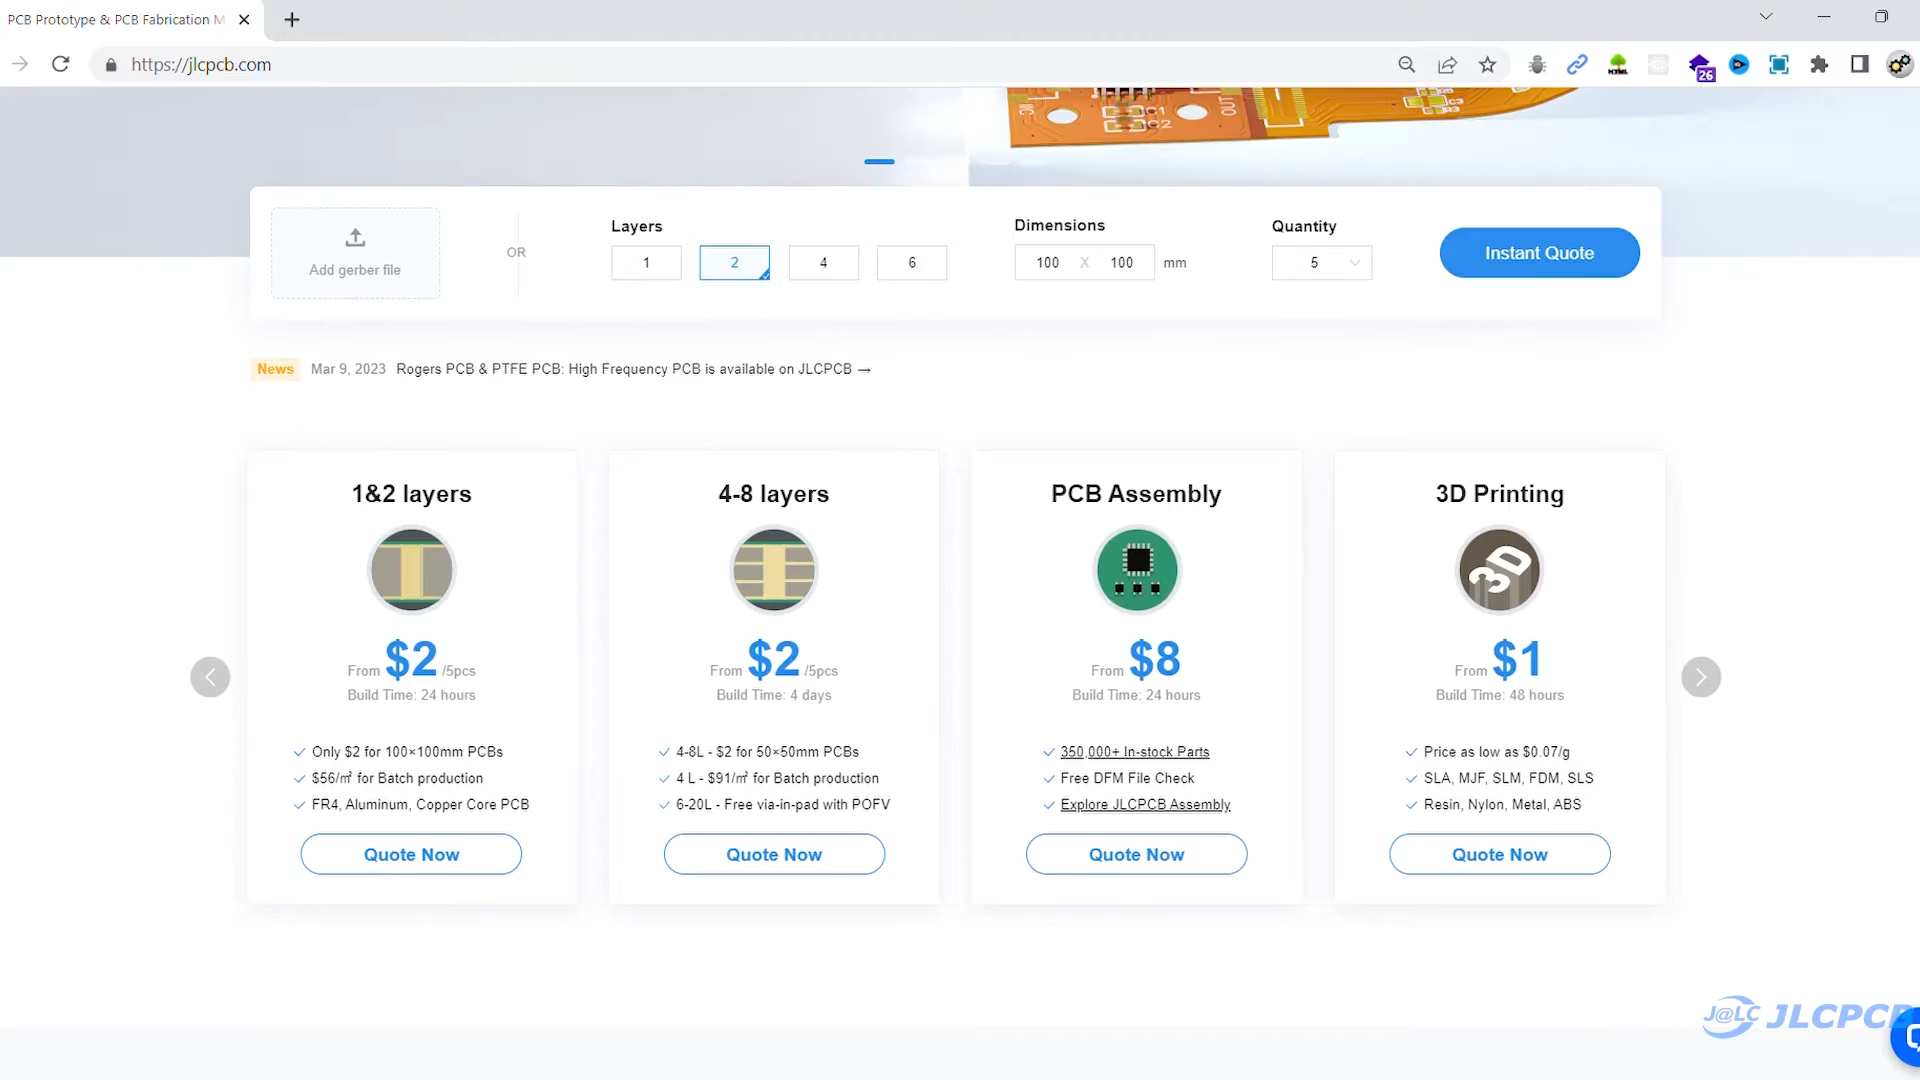 PCB Prototype & PCB Fabrication M
https://jlcpcb.com
26
C1
C2
OUT
Add gerber file
OR
Layers
1
2
4
6
Dimensions
100 X 100 mm
Quantity
5
Instant Quote
News Mar 9, 2023 Rogers PCB & PTFE PCB: High Frequency PCB is available on JLCPCB →
1&2 layers
From $2 /5pcs
Build Time: 24 hours
Only $2 for 100×100mm PCBs
$56/㎡ for Batch production
FR4, Aluminum, Copper Core PCB
Quote Now
4-8 layers
From $2 /5pcs
Build Time: 4 days
4-8L - $2 for 50×50mm PCBs
4 L - $91/㎡ for Batch production
6-20L - Free via-in-pad with POFV
Quote Now
PCB Assembly
From $8
Build Time: 24 hours
350,000+ In-stock Parts
Free DFM File Check
Explore JLCPCB Assembly
Quote Now
3D Printing
3D
From $1
Build Time: 48 hours
Price as low as $0.07/g
SLA, MJF, SLM, FDM, SLS
Resin, Nylon, Metal, ABS
Quote Now
J@LC JLCPCB